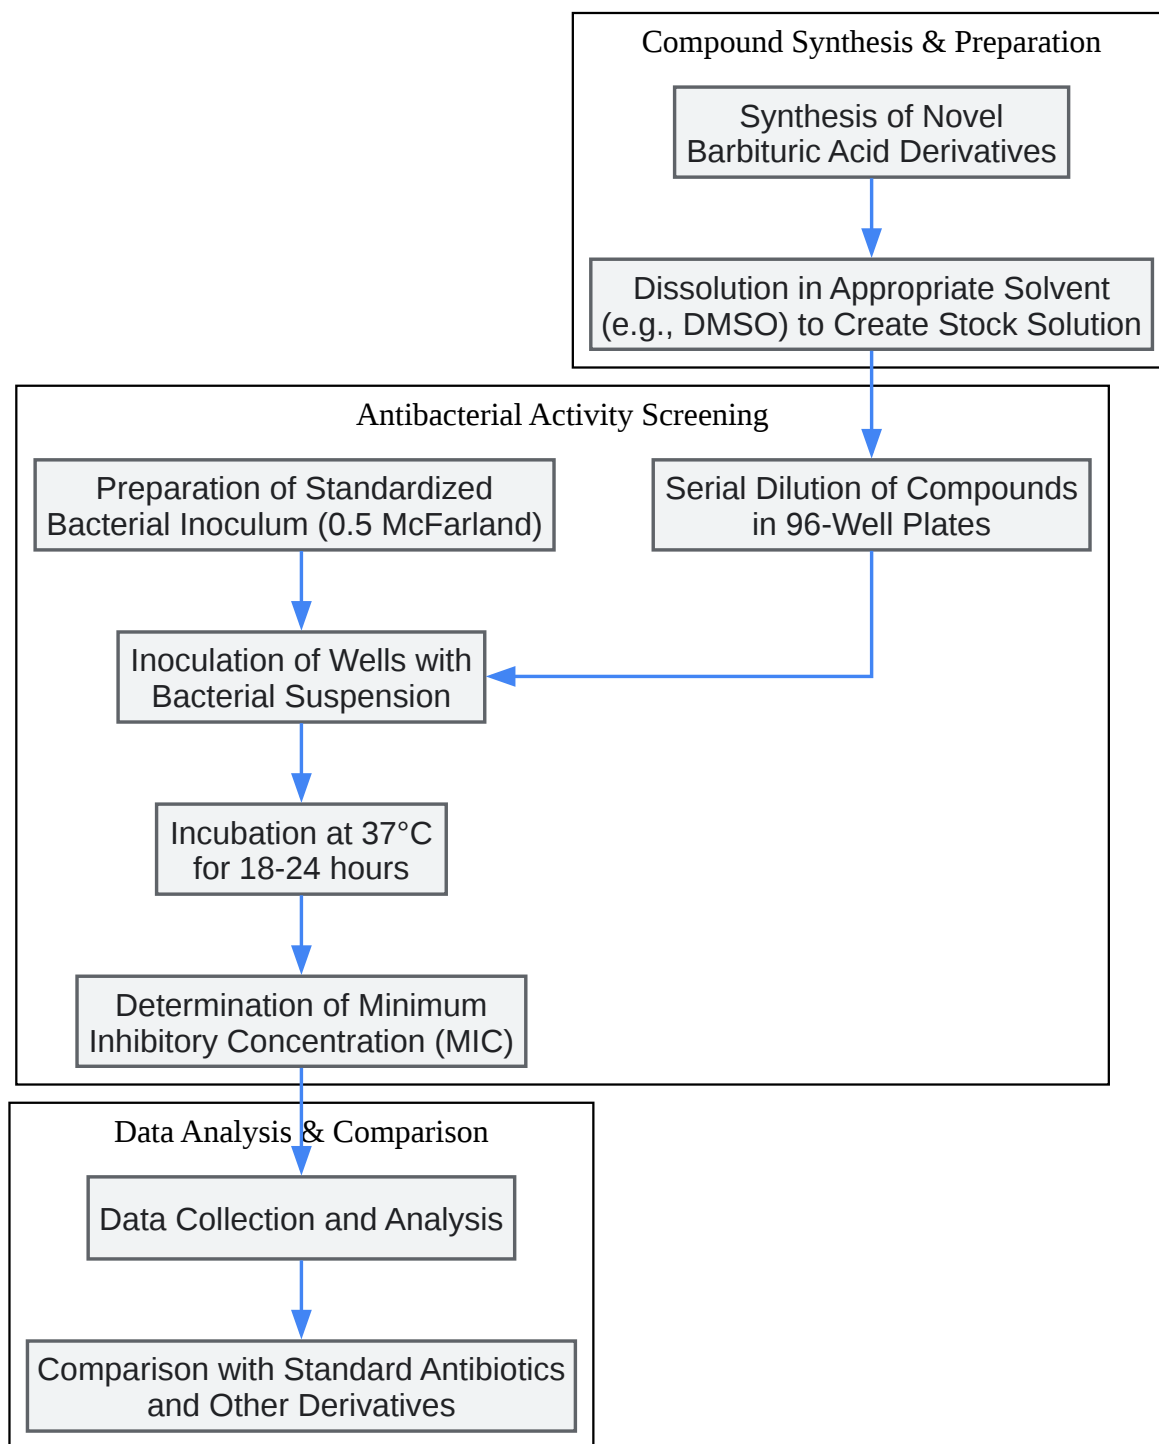 Compound Synthesis & Preparation
Synthesis of Novel
Barbituric Acid Derivatives
Dissolution in Appropriate Solvent
(e.g., DMSO) to Create Stock Solution
Antibacterial Activity Screening
Preparation of Standardized
Bacterial Inoculum (0.5 McFarland)
Serial Dilution of Compounds
in 96-Well Plates
Inoculation of Wells with
Bacterial Suspension
Incubation at 37°C
for 18-24 hours
Determination of Minimum
Inhibitory Concentration (MIC)
Data Analysis & Comparison
Data Collection and Analysis
Comparison with Standard Antibiotics
and Other Derivatives